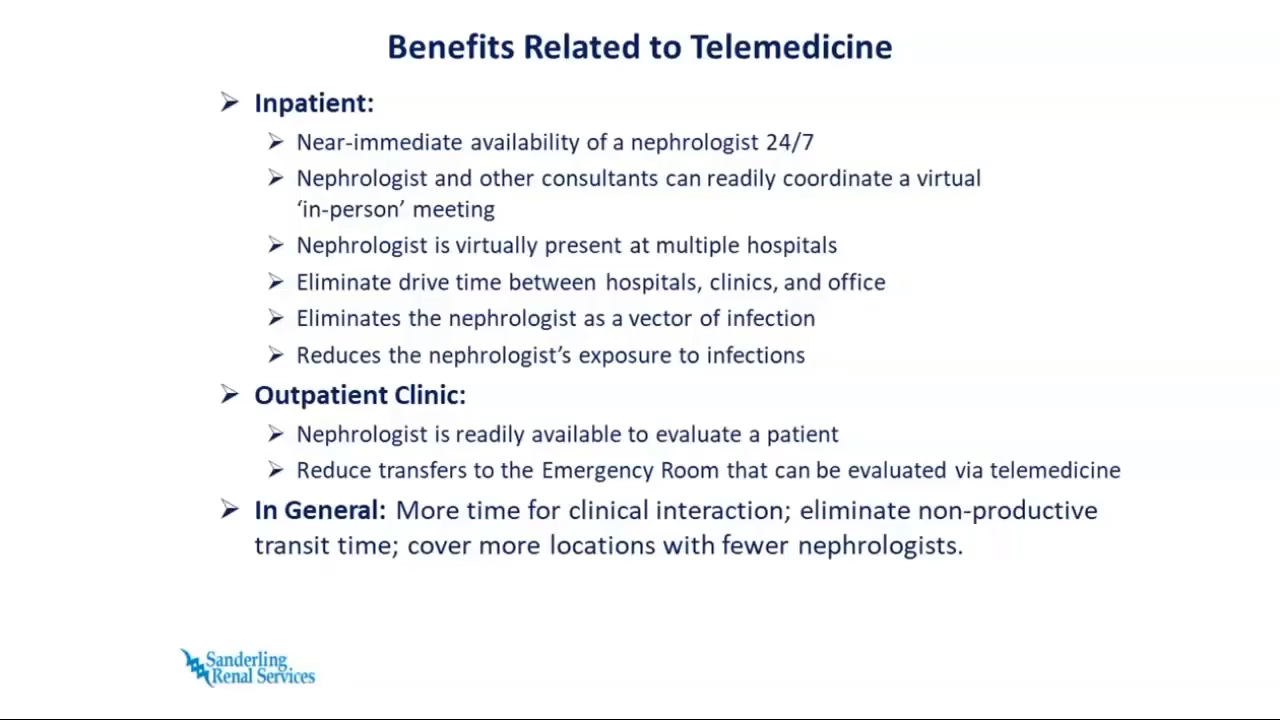 Benefits Related to Telemedicine
➢ Inpatient:
➢ Near-immediate availability of a nephrologist 24/7
➢ Nephrologist and other consultants can readily coordinate a virtual
‘in-person’ meeting
➢ Nephrologist is virtually present at multiple hospitals
➢ Eliminate drive time between hospitals, clinics, and office
➢ Eliminates the nephrologist as a vector of infection
➢ Reduces the nephrologist’s exposure to infections
➢ Outpatient Clinic:
➢ Nephrologist is readily available to evaluate a patient
➢ Reduce transfers to the Emergency Room that can be evaluated via telemedicine
➢ In General: More time for clinical interaction; eliminate non-productive
transit time; cover more locations with fewer nephrologists.
Sanderling
Renal Services